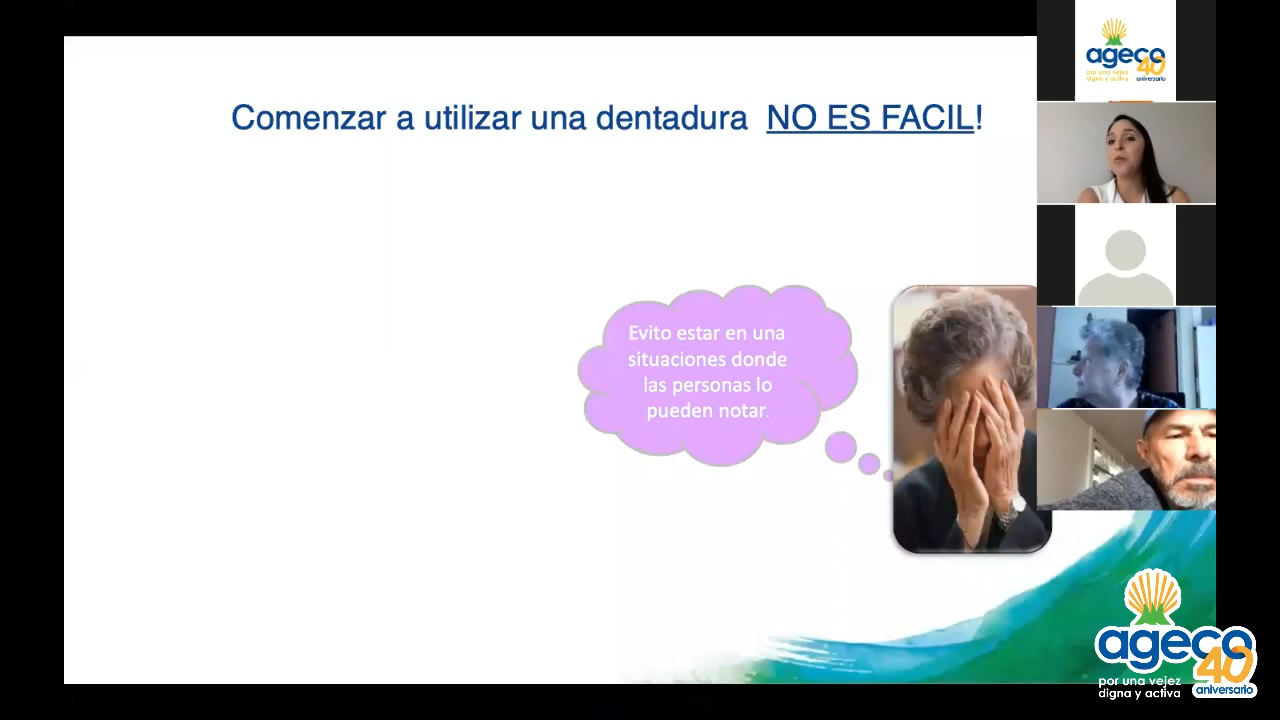 Comenzar a utilizar una dentadura NO ES FACIL!
Evito estar en una
situaciones donde
las personas lo
pueden notar.
ageco
40
por una vejez
digna y activa
aniversario
ageco
40
por una vejez
digna y activa
aniversario